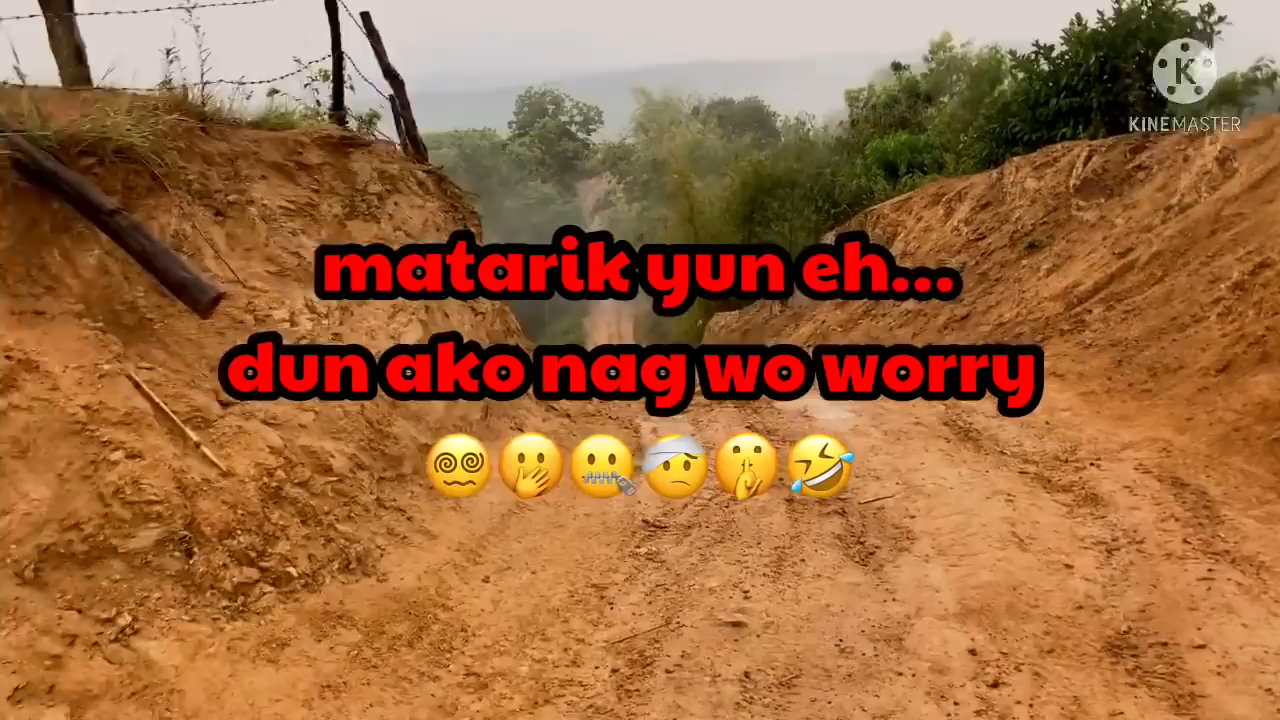 KINEMASTER
matarik yun eh...
dun ako nag wo worry
😵‍💫🫢🤐🤕🤫🤣